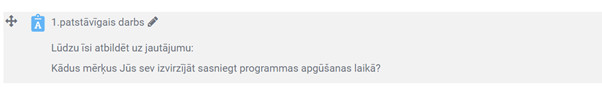 1.patstāvīgais darbs
Lūdzu īsi atbildēt uz jautājumu:
Kādus mērķus Jūs sev izvirzījāt sasniegt programmas apgūšanas laikā?